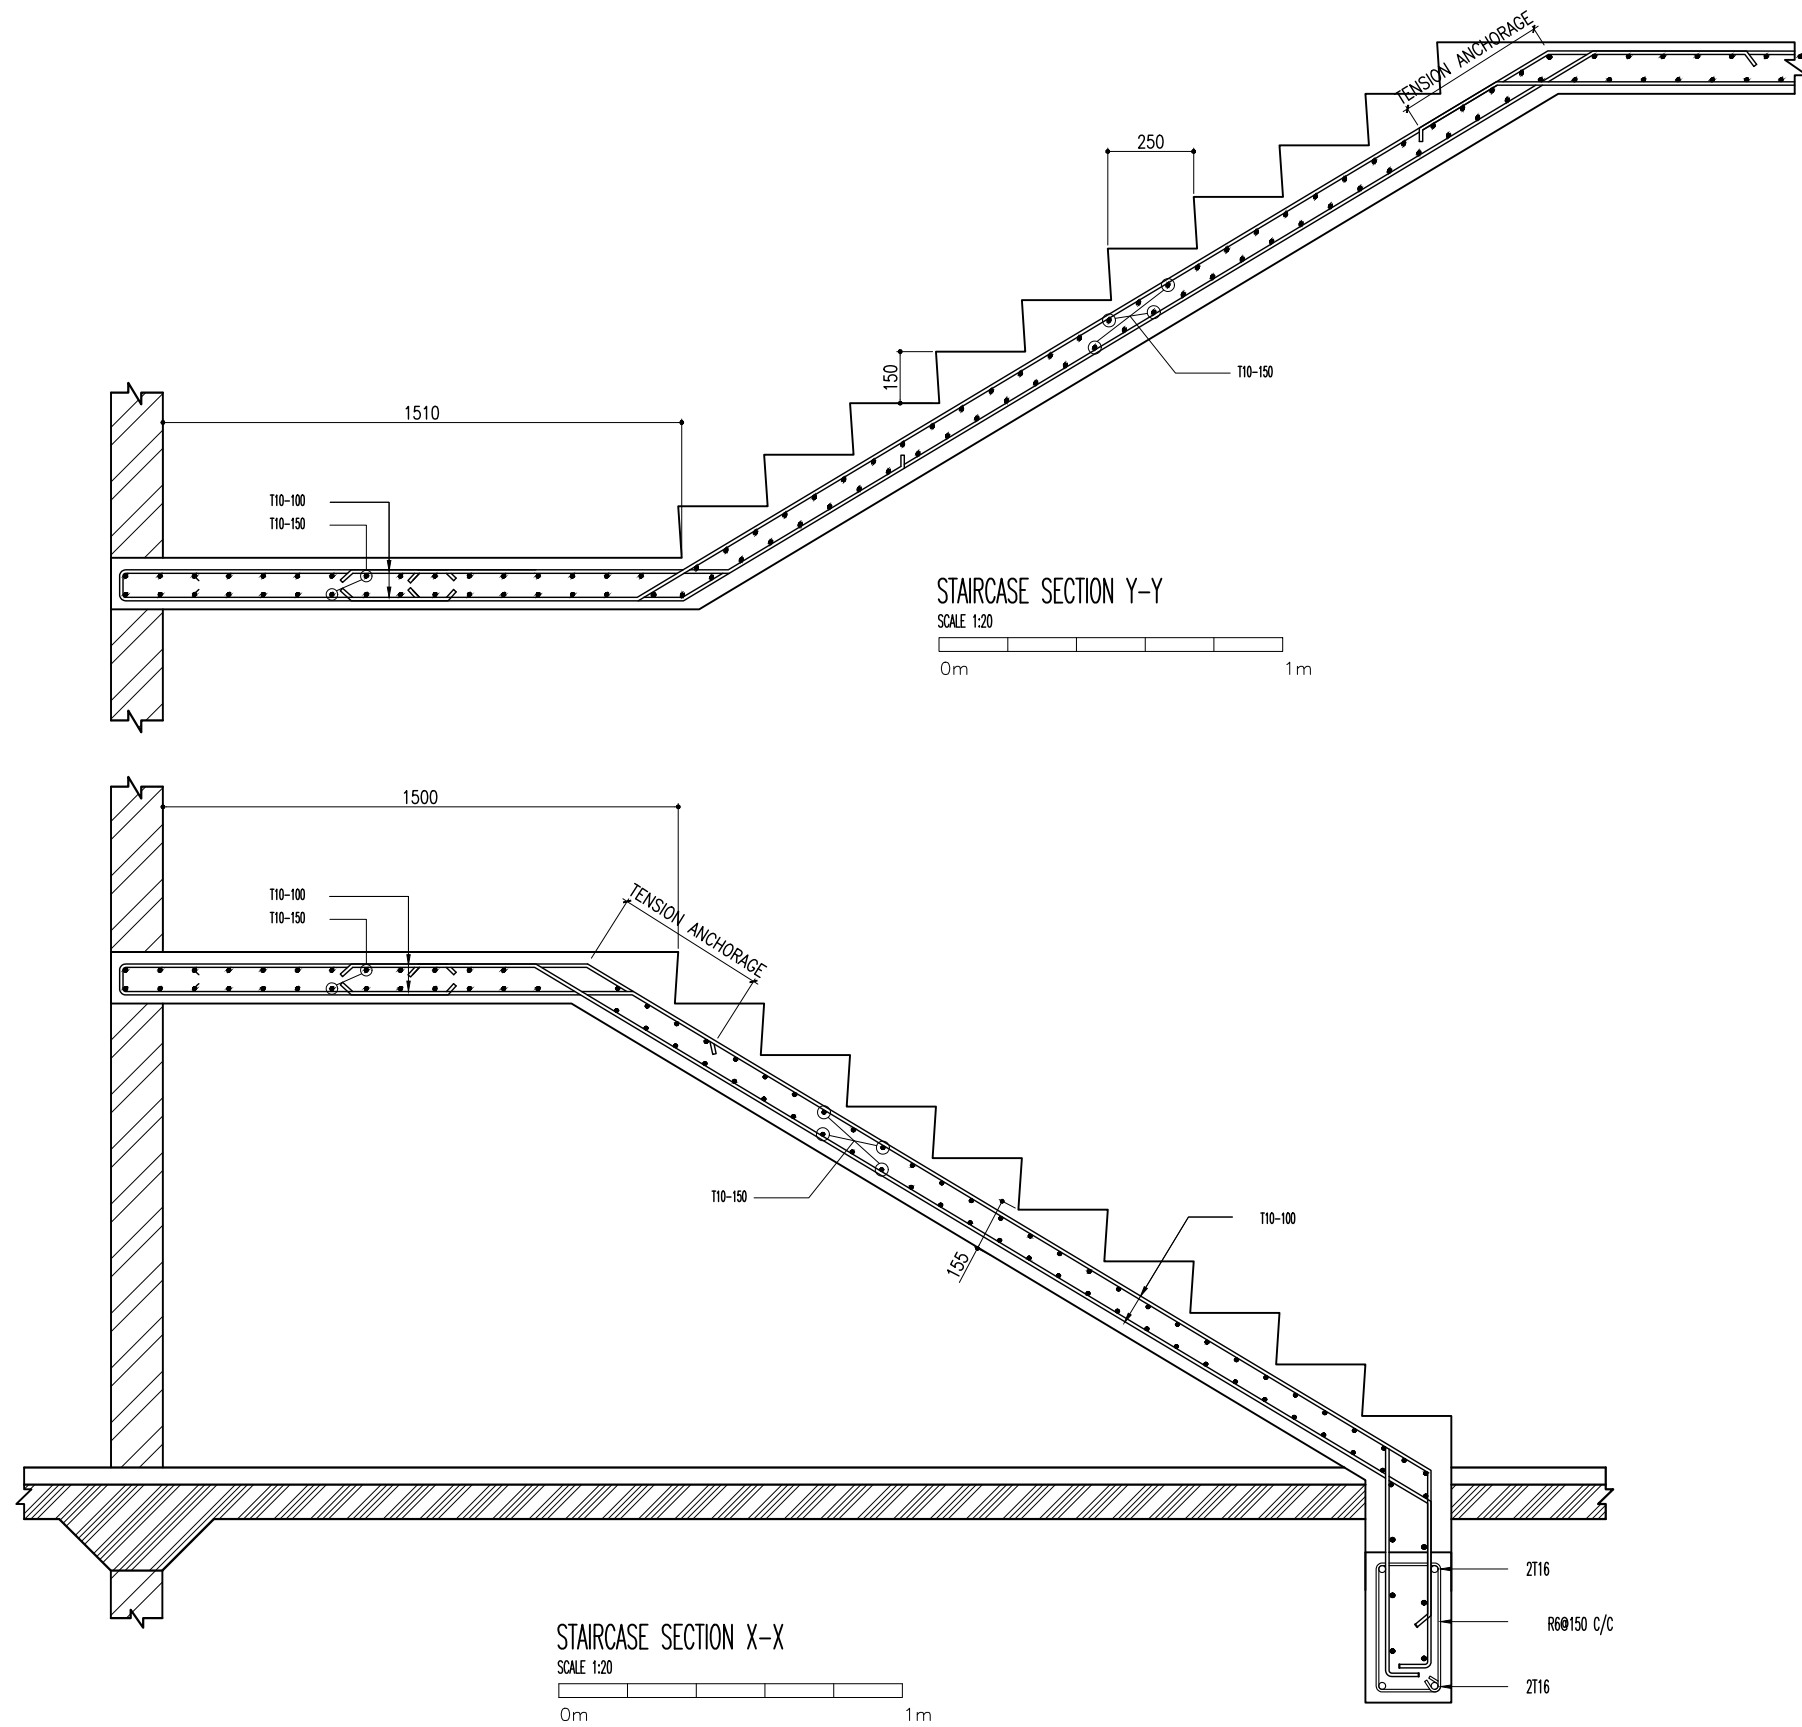 TENSION ANCHORAGE
250
T10-150
150
1510
T10-100
T10-150
STAIRCASE SECTION Y-Y
SCALE 1:20
0m
1m
1500
T10-100
T10-150
TENSION ANCHORAGE
T10-150
T10-100
155
2T16
R6@150 C/C
2T16
STAIRCASE SECTION X-X
SCALE 1:20
0m
1m